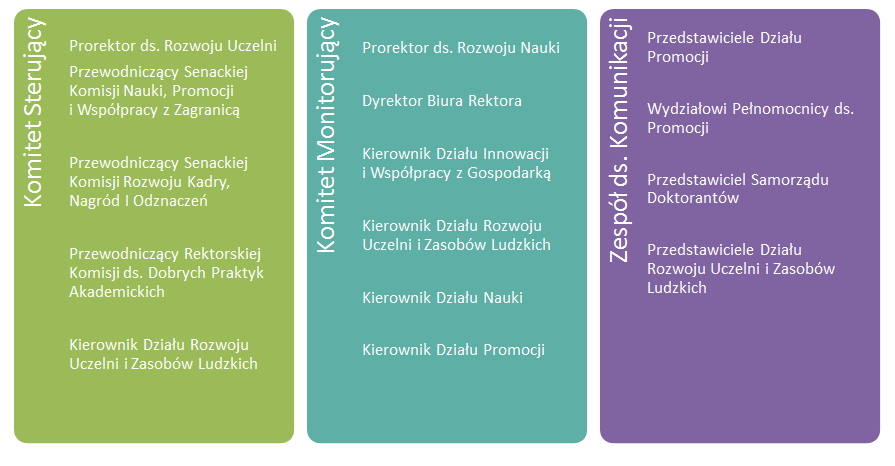 Komitet Sterujący
Prorektor ds. Rozwoju Uczelni
Przewodniczący Senackiej
Komisji Nauki, Promocji
i Współpracy z Zagranicą
Przewodniczący Senackiej
Komisji Rozwoju Kadry,
Nagród I Odznaczeń
Przewodniczący Rektorskiej
Komisji ds. Dobrych Praktyk
Akademickich
Kierownik Działu Rozwoju
Uczelni i Zasobów Ludzkich
Komitet Monitorujący
Prorektor ds. Rozwoju Nauki
Dyrektor Biura Rektora
Kierownik Działu Innowacji
i Współpracy z Gospodarką
Kierownik Działu Rozwoju
Uczelni i Zasobów Ludzkich
Kierownik Działu Nauki
Kierownik Działu Promocji
Zespół ds. Komunikacji
Przedstawiciele Działu
Promocji
Wydziałowi Pełnomocnicy ds.
Promocji
Przedstawiciel Samorządu
Doktorantów
Przedstawiciele Działu
Rozwoju Uczelni i Zasobów
Ludzkich